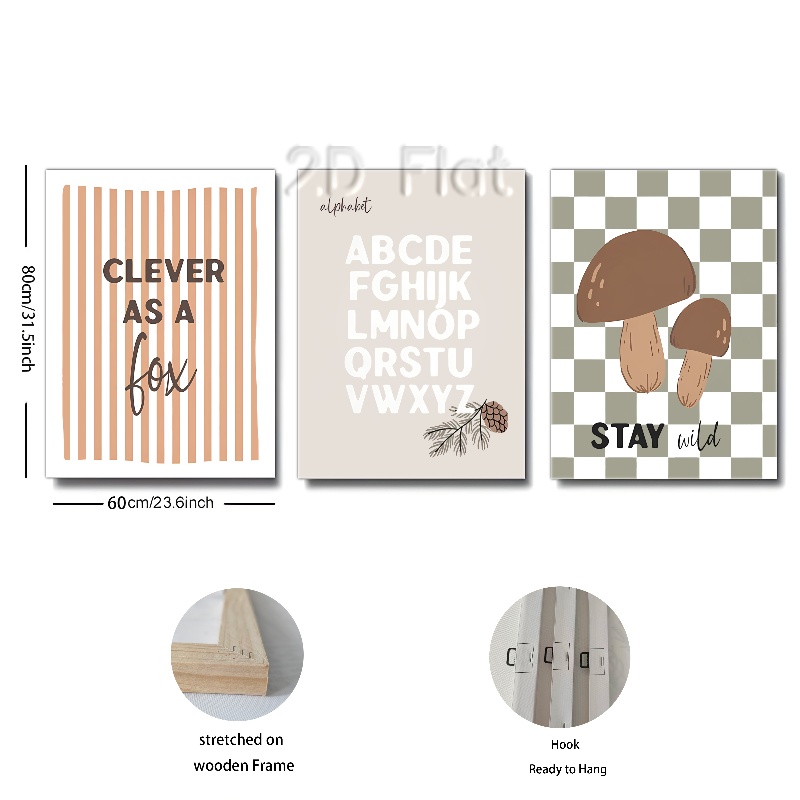 2D Flat
CLEVER
AS A
fox
alphabet
ABCDE
FGHIJK
LMNOP
QRSTU
VWXYZ
STAY wild
80cm/31.5inch
60cm/23.6inch
stretched on
wooden Frame
Hook
Ready to Hang